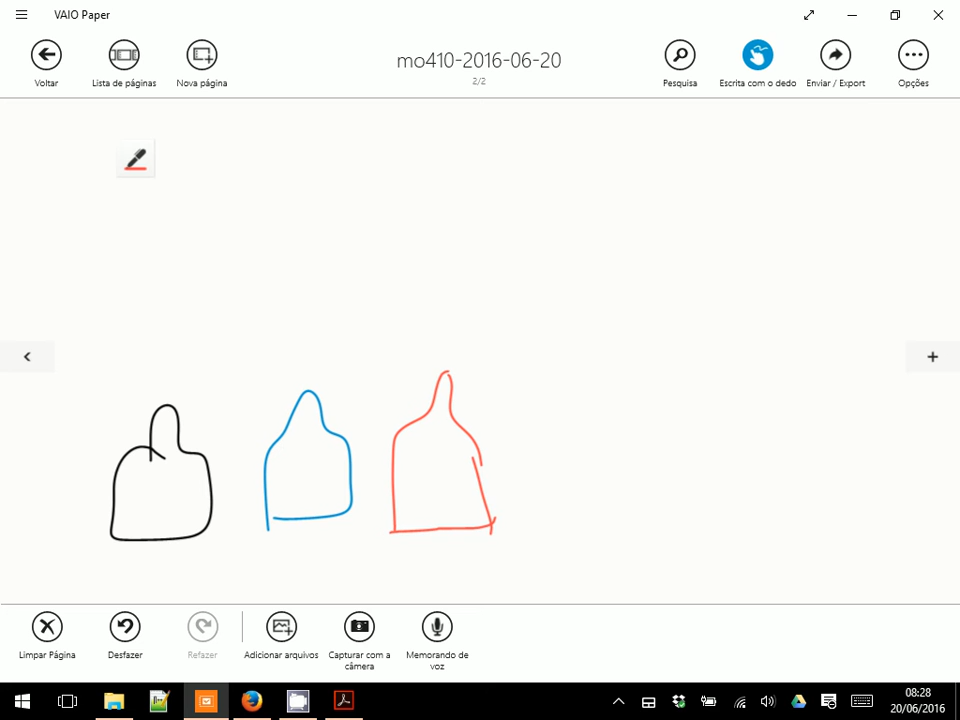 VAIO Paper
Voltar
Lista de páginas
Nova página
mo410-2016-06-20
2/2
Pesquisa
Escrita com o dedo
Enviar / Export
Opções
Limpar Página
Desfazer
Refazer
Adicionar arquivos
Capturar com a
câmera
Memorando de
voz
08:28
20/06/2016